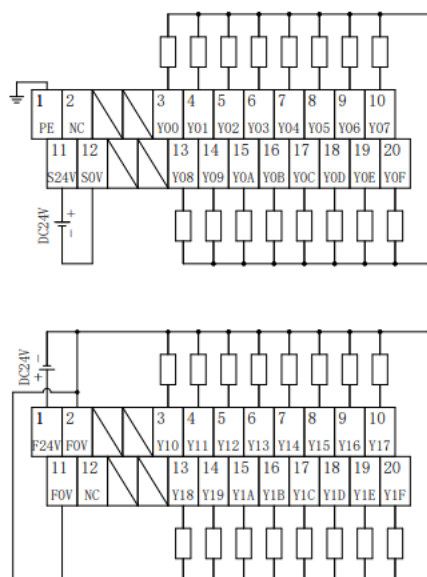 1 2 3 4 5 6 7 8 9 10
PE NC Y00 Y01 Y02 Y03 Y04 Y05 Y06 Y07
11 12 13 14 15 16 17 18 19 20
S24V S0V Y08 Y09 Y0A Y0B Y0C Y0D Y0E Y0F
DC24V + -
DC24V - +
1 2 3 4 5 6 7 8 9 10
F24V F0V Y10 Y11 Y12 Y13 Y14 Y15 Y16 Y17
11 12 13 14 15 16 17 18 19 20
F0V NC Y18 Y19 Y1A Y1B Y1C Y1D Y1E Y1F